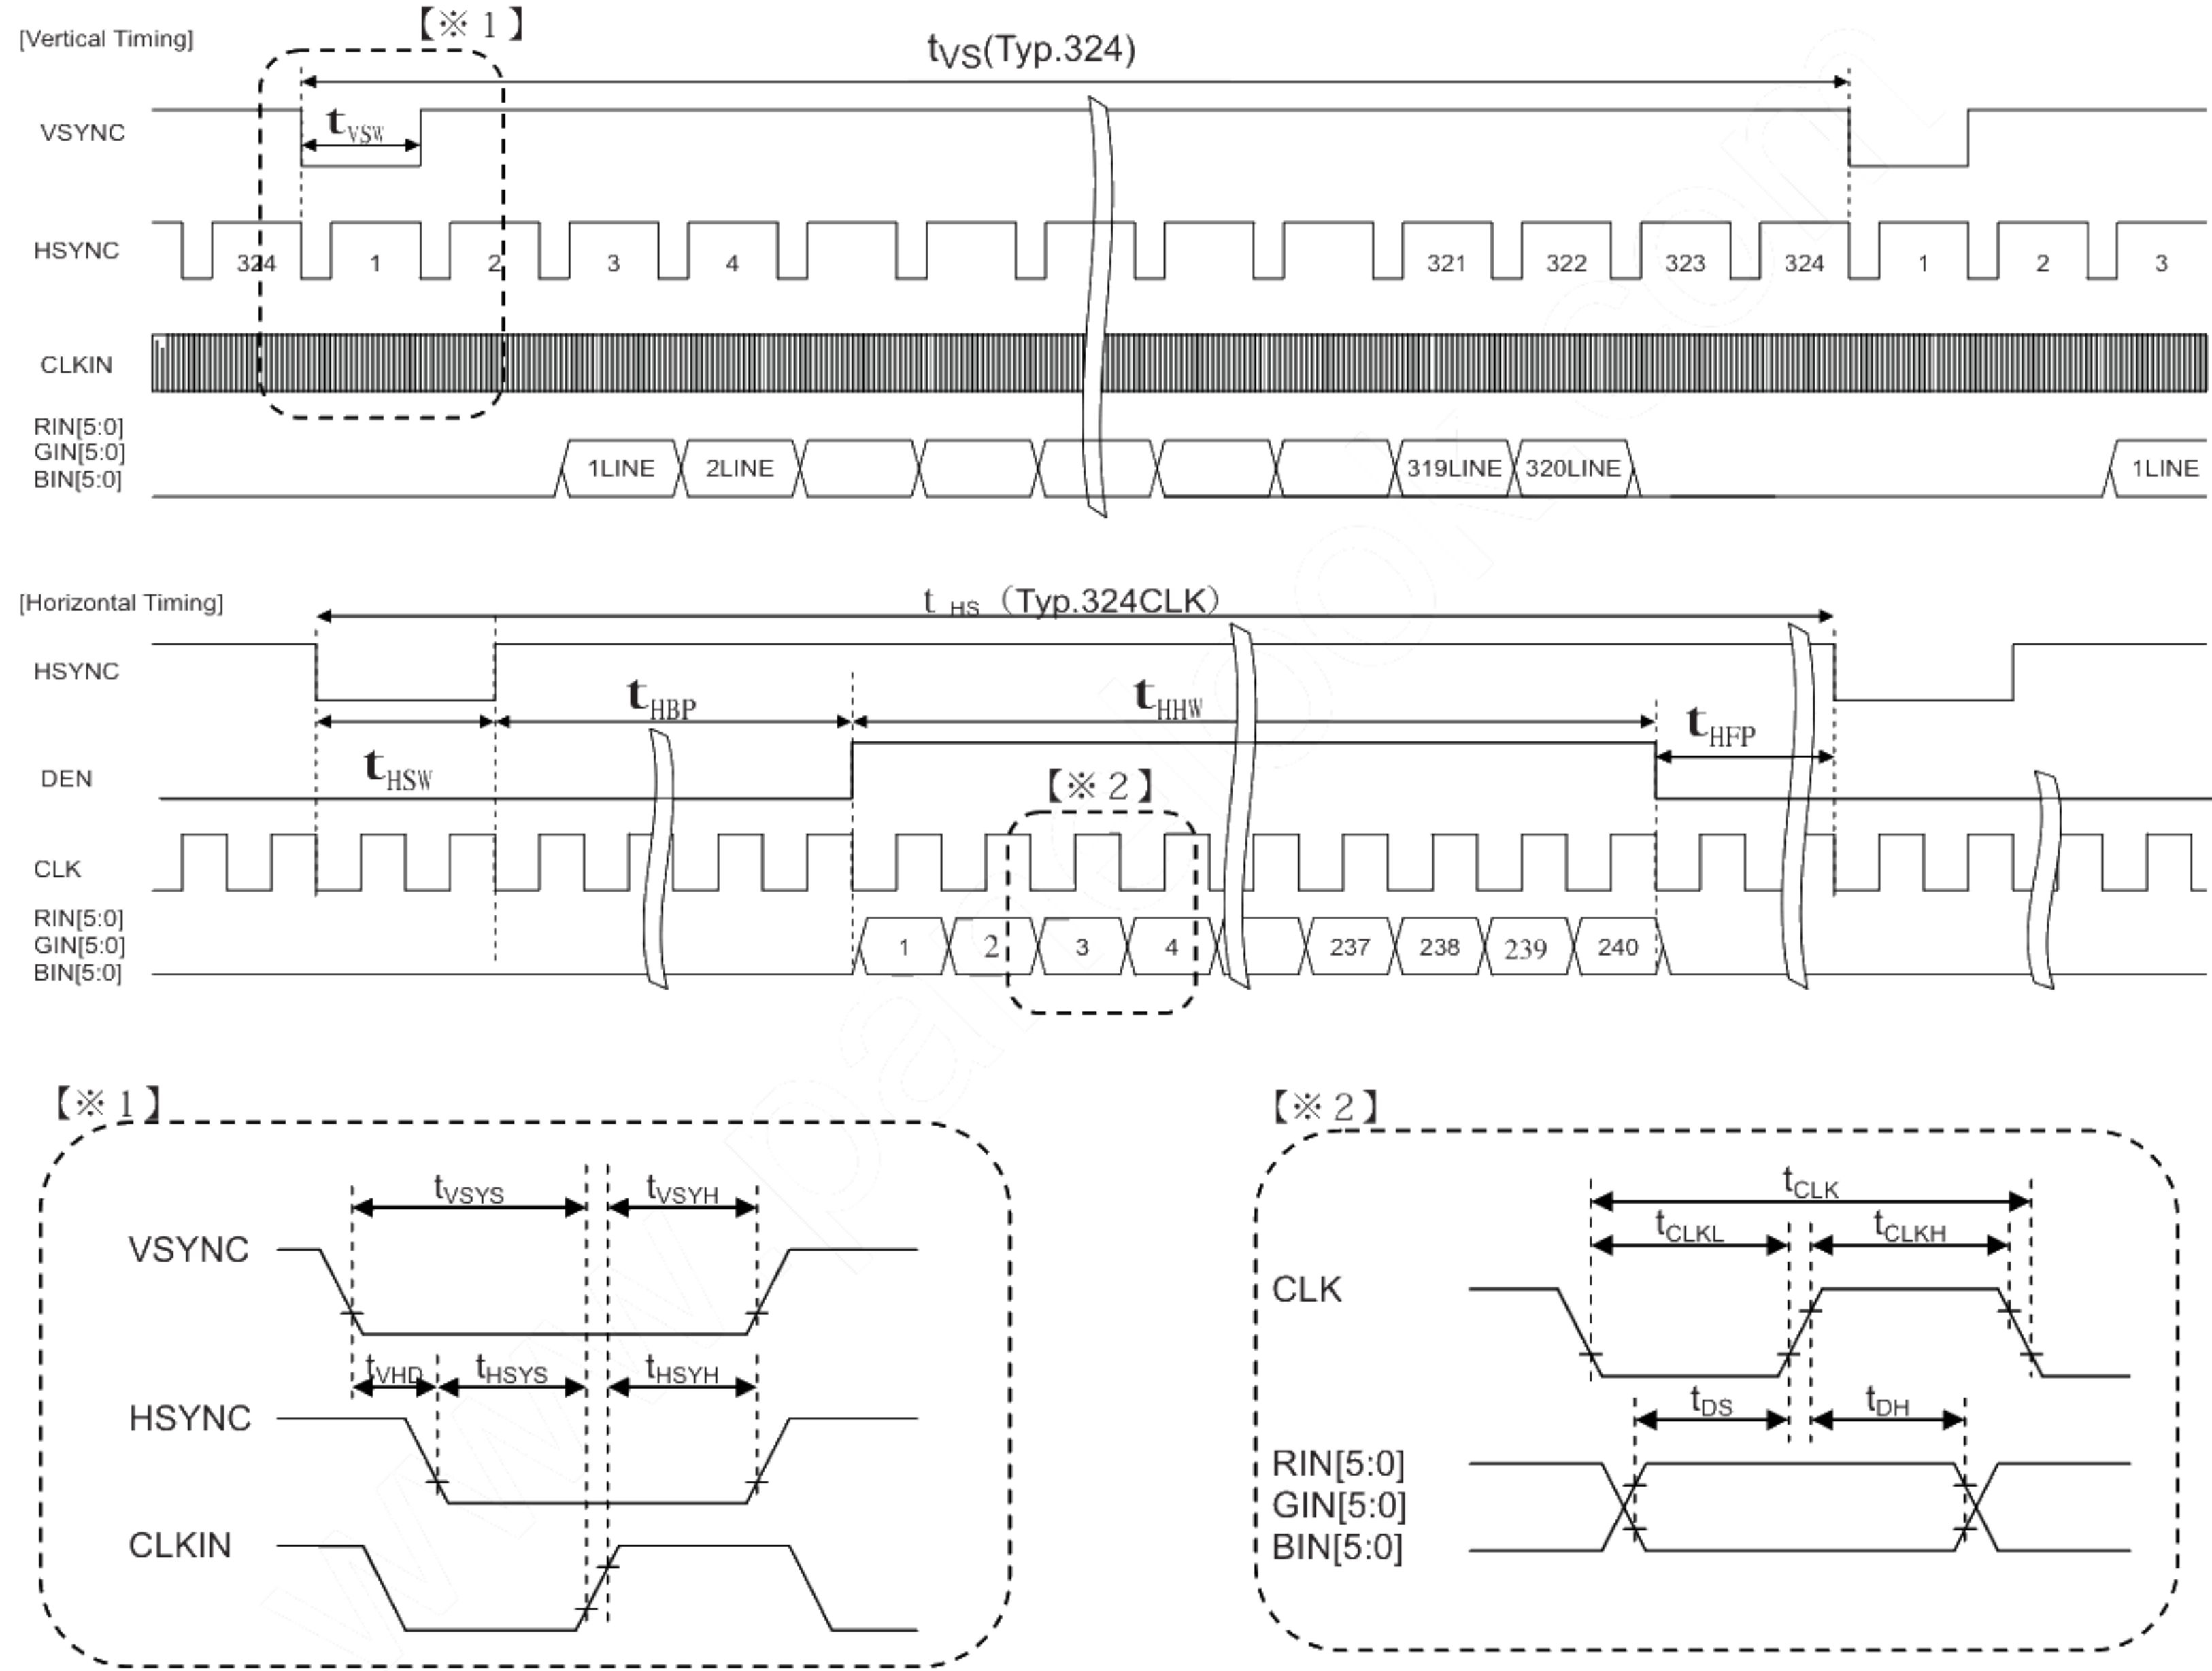 [Vertical Timing]
【※ 1】
tVS(Typ.324)
VSYNC
tVSW
HSYNC
324 1 2 3 4 321 322 323 324 1 2 3
CLKIN
RIN[5:0]
GIN[5:0]
BIN[5:0]
1LINE 2LINE 319LINE 320LINE 1LINE
[Horizontal Timing]
t HS （Typ.324CLK）
HSYNC
tHBP tHHW tHFP
tHSW
DEN
【※ 2】
CLK
RIN[5:0]
GIN[5:0]
BIN[5:0]
1 2 3 4 237 238 239 240
【※ 1】
tVSYS tVSYH
VSYNC
tVHD tHSYS tHSYH
HSYNC
CLKIN
【※ 2】
tCLK
tCLKL tCLKH
CLK
tDS tDH
RIN[5:0]
GIN[5:0]
BIN[5:0]